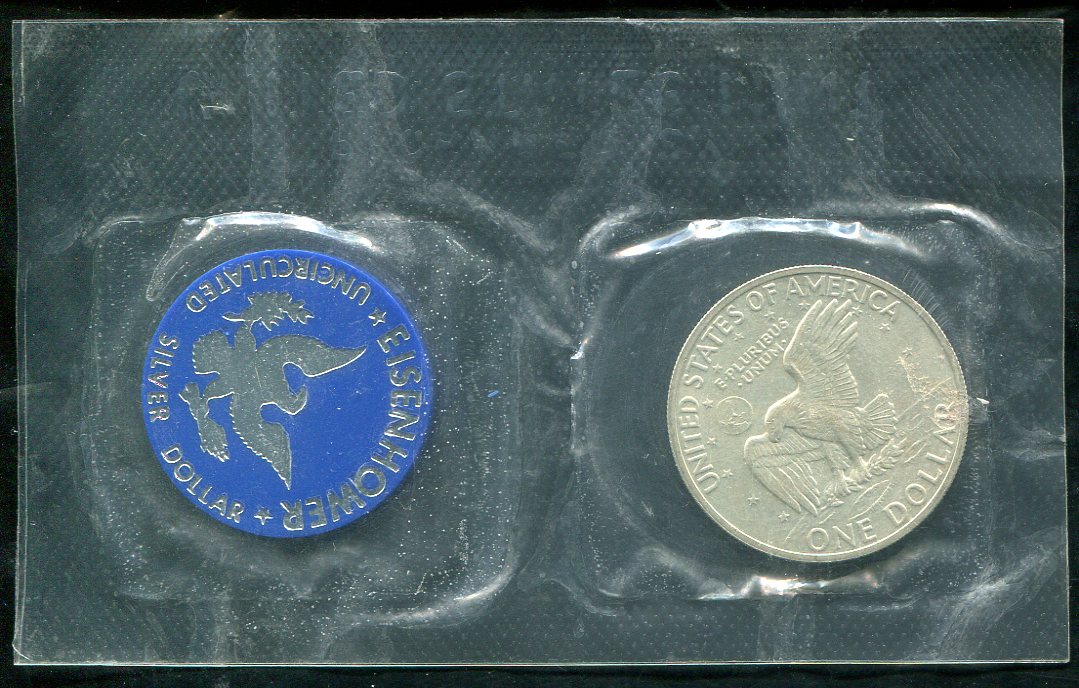 EISENHOWER
UNCIRCULATED
SILVER DOLLAR
UNITED STATES OF AMERICA
E·PLURIBUS
·UNUM·
ONE DOLLAR